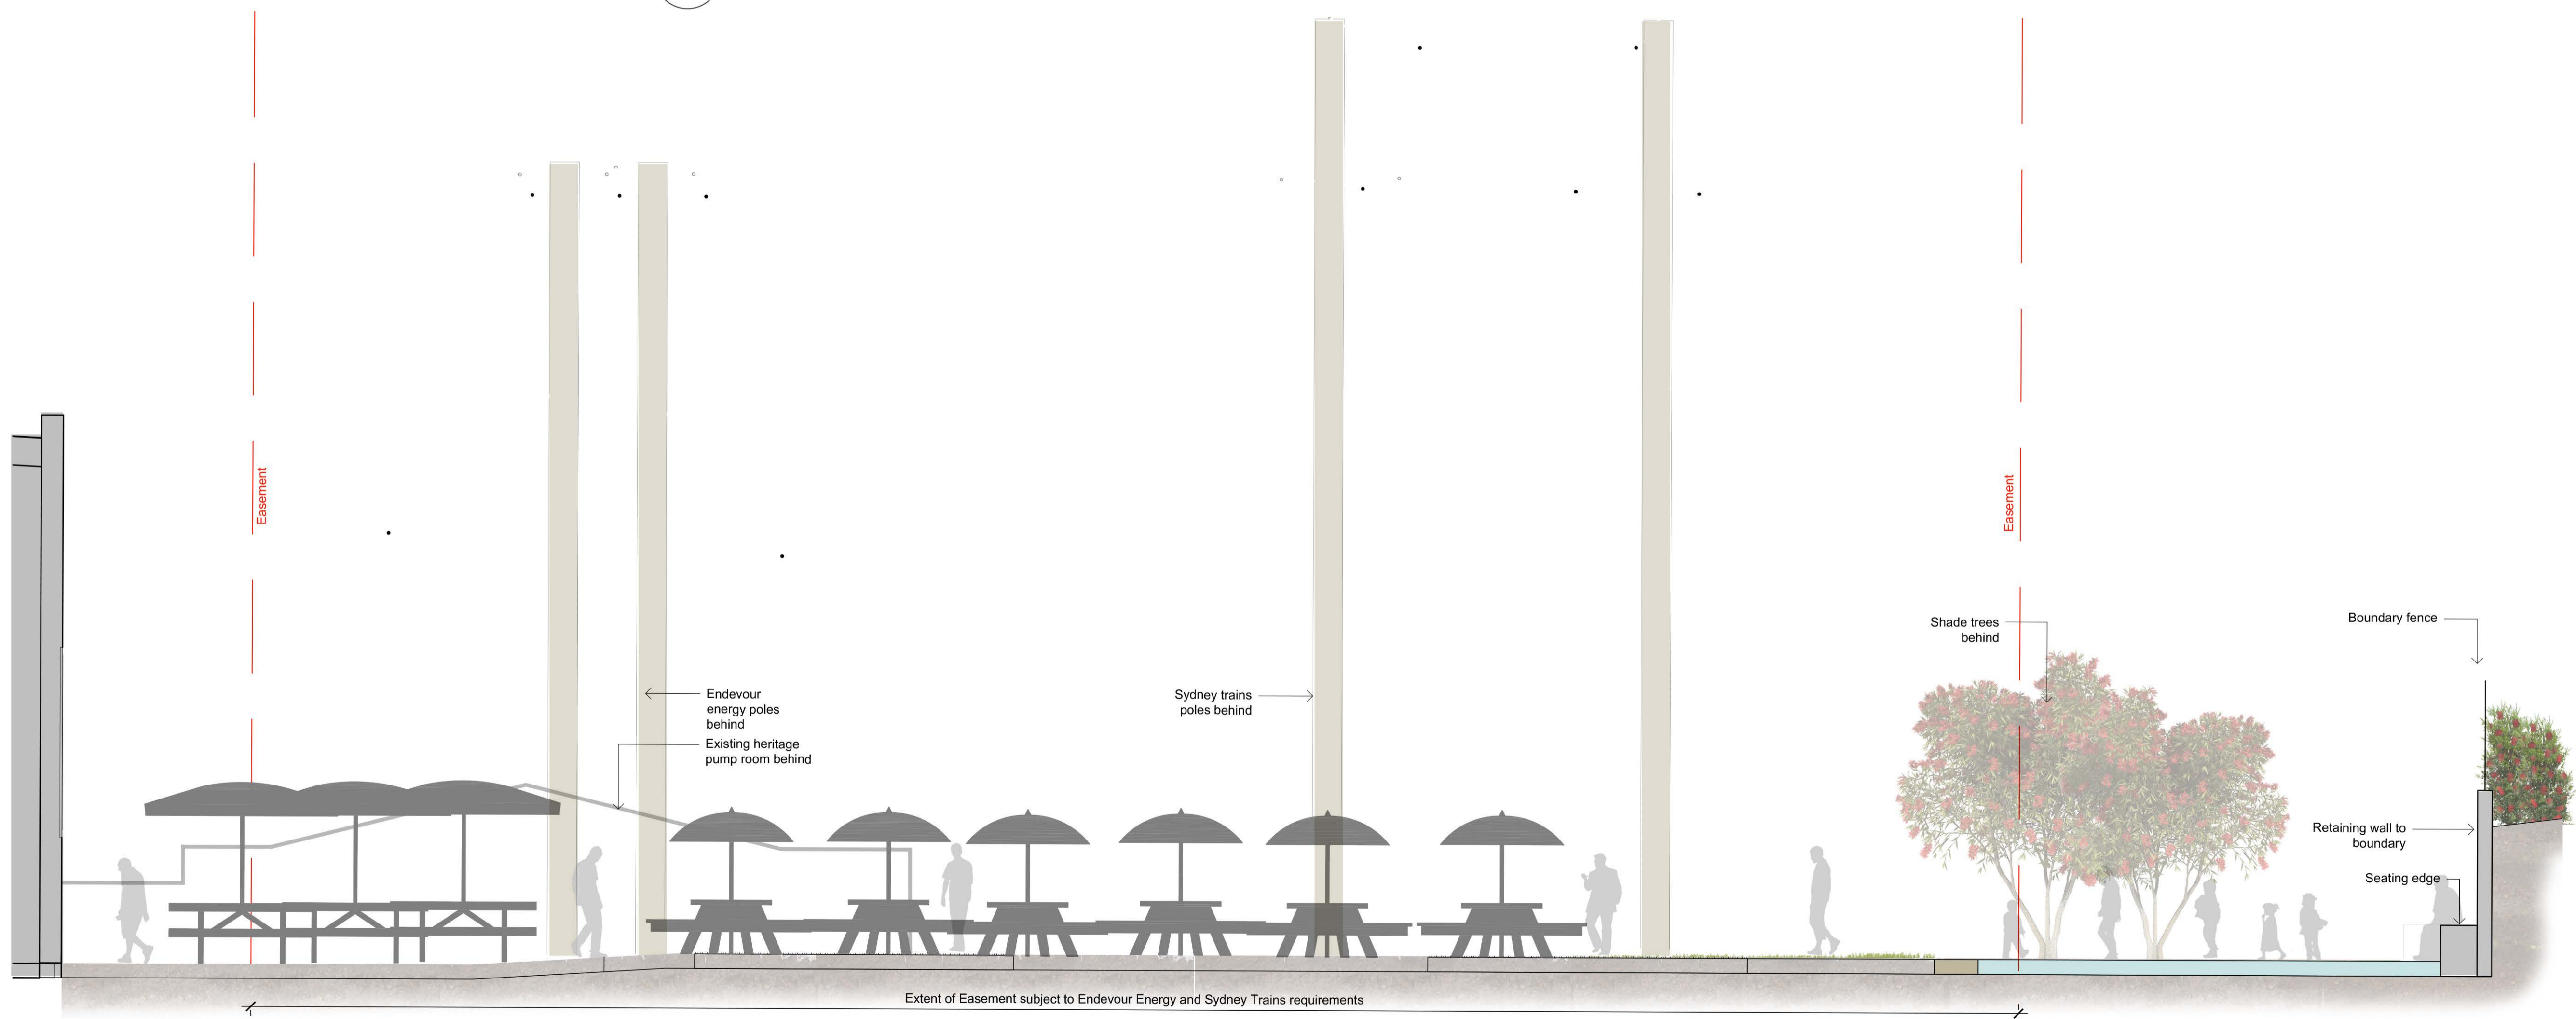 Easement
Easement
Shade trees
behind
Boundary fence
Endevour
energy poles
behind
Sydney trains
poles behind
Existing heritage
pump room behind
Retaining wall to
boundary
Seating edge
Extent of Easement subject to Endevour Energy and Sydney Trains requirements